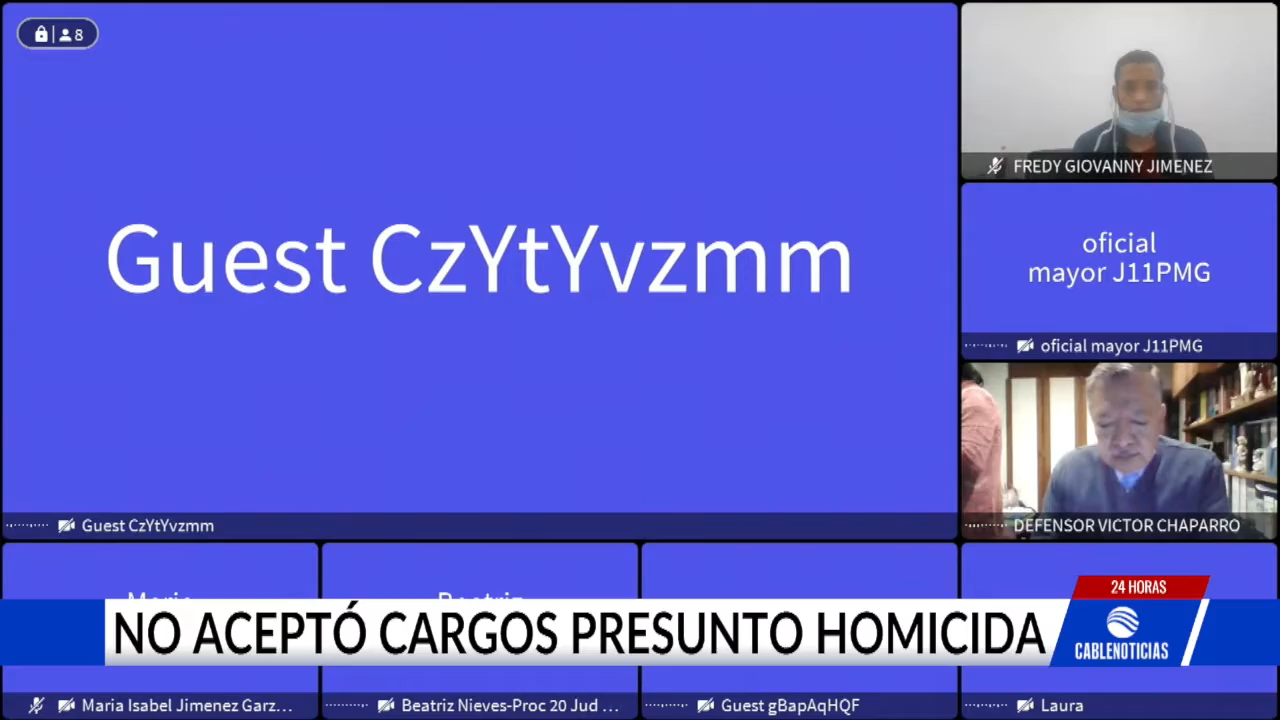 8
Guest CzYtYvzmm
Guest CzYtYvzmm
FREDY GIOVANNY JIMENEZ
oficial
mayor J11PMG
oficial mayor J11PMG
DEFENSOR VICTOR CHAPARRO
24 HORAS
NO ACEPTÓ CARGOS PRESUNTO HOMICIDA
CABLENOTICIAS
Maria Isabel Jimenez Garz...
Beatriz Nieves-Proc 20 Jud ...
Guest gBapAqHQF
Laura